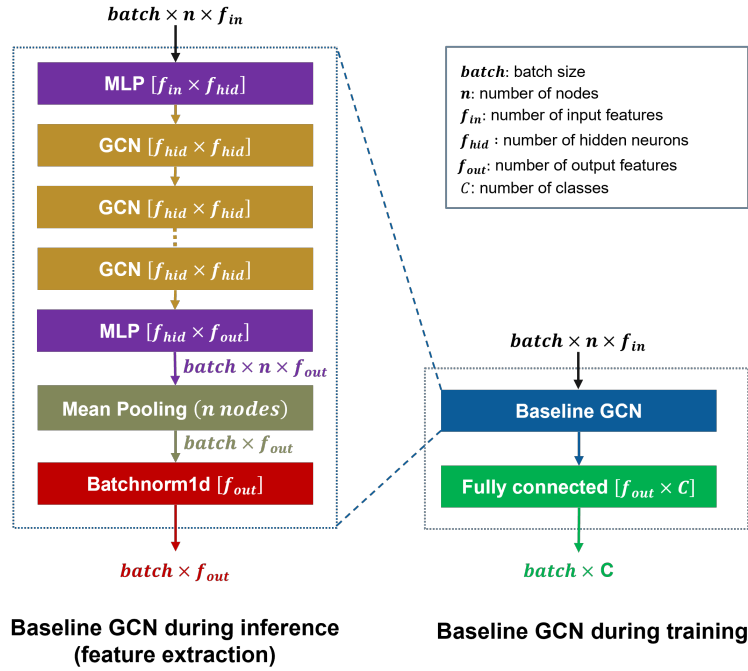 batch × n × f_in
MLP [f_in × f_hid]
GCN [f_hid × f_hid]
GCN [f_hid × f_hid]
GCN [f_hid × f_hid]
MLP [f_hid × f_out]
batch × n × f_out
Mean Pooling (n nodes)
batch × f_out
Batchnorm1d [f_out]
batch × f_out
Baseline GCN during inference
(feature extraction)
batch: batch size
n: number of nodes
f_in: number of input features
f_hid : number of hidden neurons
f_out: number of output features
C: number of classes
batch × n × f_in
Baseline GCN
Fully connected [f_out × C]
batch × C
Baseline GCN during training